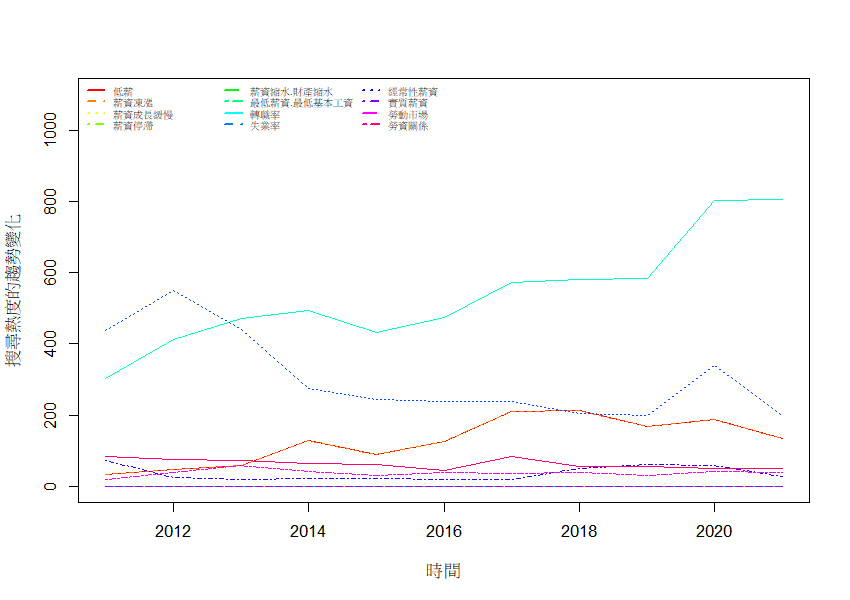 低薪
薪資凍漲
薪資成長緩慢
薪資停滯
薪資縮水.財產縮水
最低薪資.最低基本工資
轉職率
失業率
經常性薪資
實質薪資
勞動市場
勞資關係
搜尋熱度的趨勢變化
1000
800
600
400
200
0
2012 2014 2016 2018 2020
時間